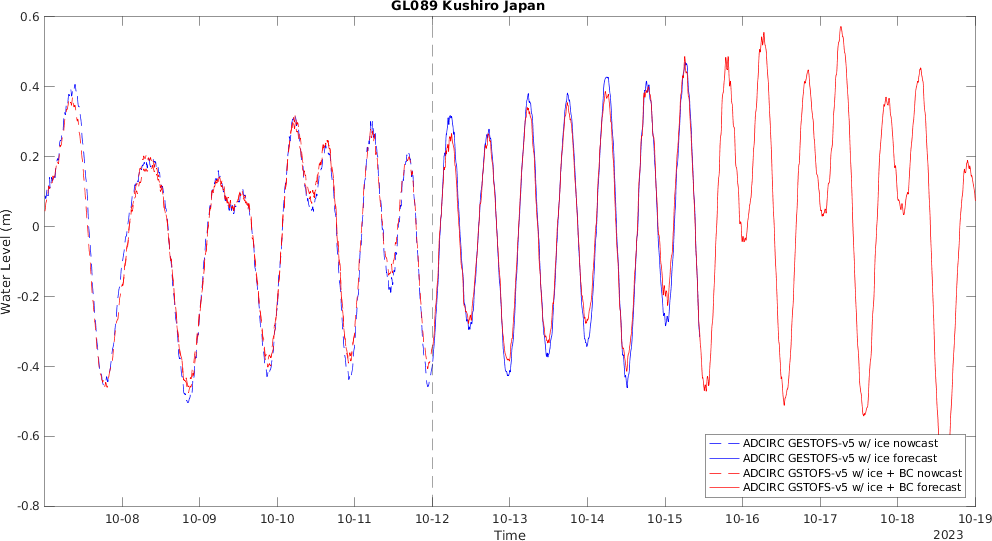 GL089 Kushiro Japan
Water Level (m)
0.6
0.4
0.2
0
-0.2
-0.4
-0.6
-0.8
10-08 10-09 10-10 10-11 10-12 10-13 10-14 10-15 10-16 10-17 10-18 10-19
Time
2023
ADCIRC GESTOFS-v5 w/ ice nowcast
ADCIRC GESTOFS-v5 w/ ice forecast
ADCIRC GSTOFS-v5 w/ ice + BC nowcast
ADCIRC GSTOFS-v5 w/ ice + BC forecast